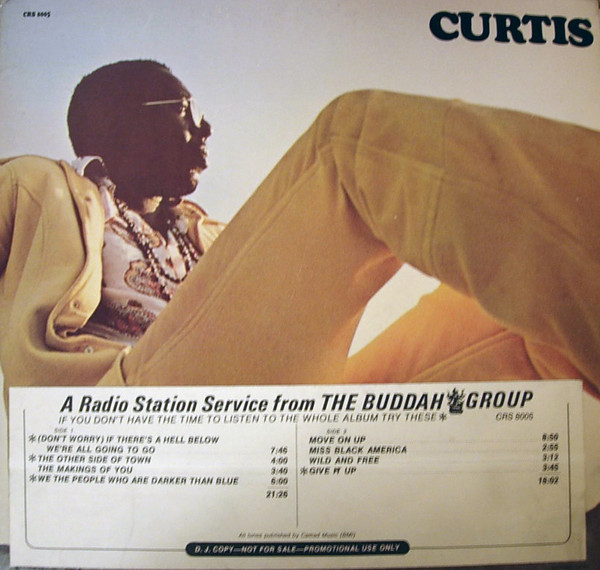 CRS 8005
CURTIS
A Radio Station Service from THE BUDDAH GROUP
IF YOU DON'T HAVE THE TIME TO LISTEN TO THE WHOLE ALBUM TRY THESE * CRS 8005
SIDE 1
*(DON'T WORRY) IF THERE'S A HELL BELOW
WE'RE ALL GOING TO GO 7:46
*THE OTHER SIDE OF TOWN 4:00
THE MAKINGS OF YOU 3:40
*WE THE PEOPLE WHO ARE DARKER THAN BLUE 6:00
21:26
SIDE 2
MOVE ON UP 8:50
MISS BLACK AMERICA 2:55
WILD AND FREE 3:12
*GIVE IT UP 3:45
18:02
All tunes published by Camad Music (BMI)
D. J. COPY—NOT FOR SALE—PROMOTIONAL USE ONLY